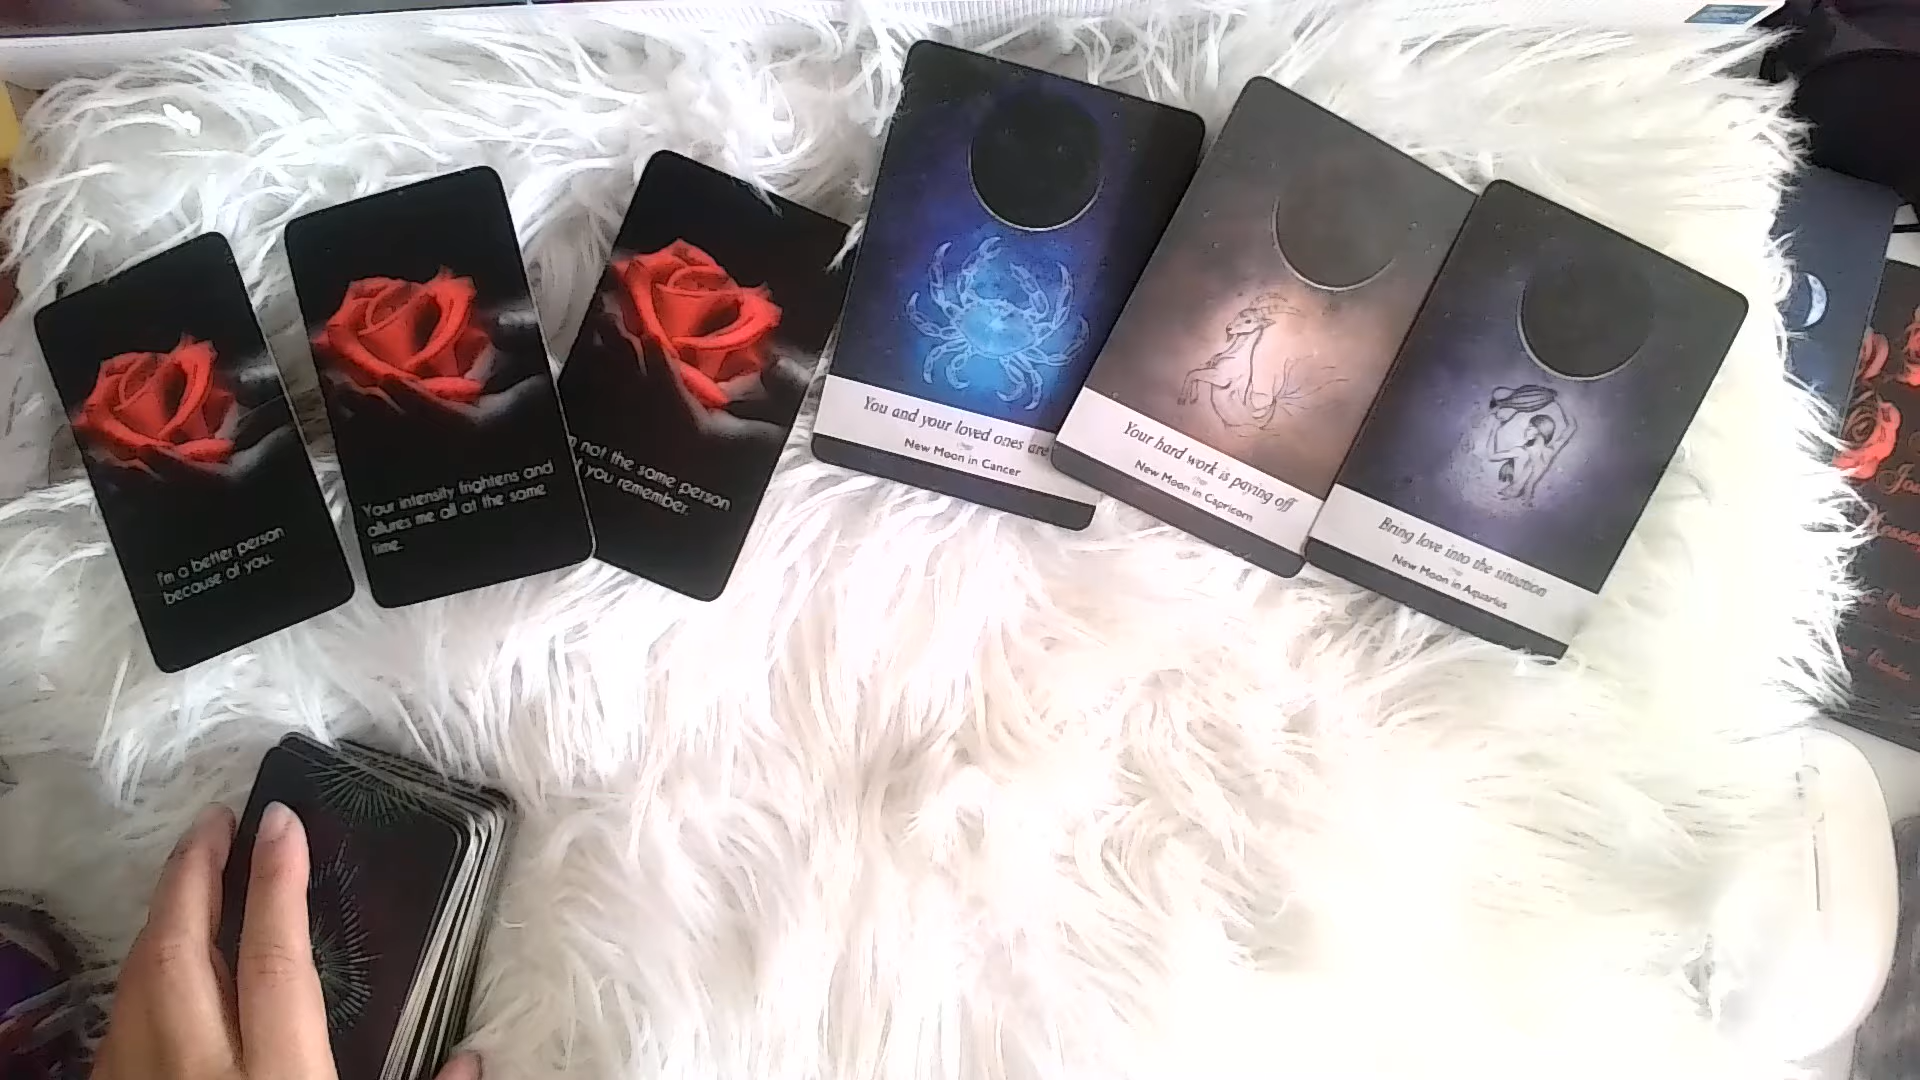 I'm a better person
because of you.
Your intensity frightens and
allures me all at the same
time.
not the same person
you remember.
You and your loved ones are
New Moon in Cancer
Your hard work is paying off
New Moon in Capricorn
Bring love into the situation
New Moon in Aquarius